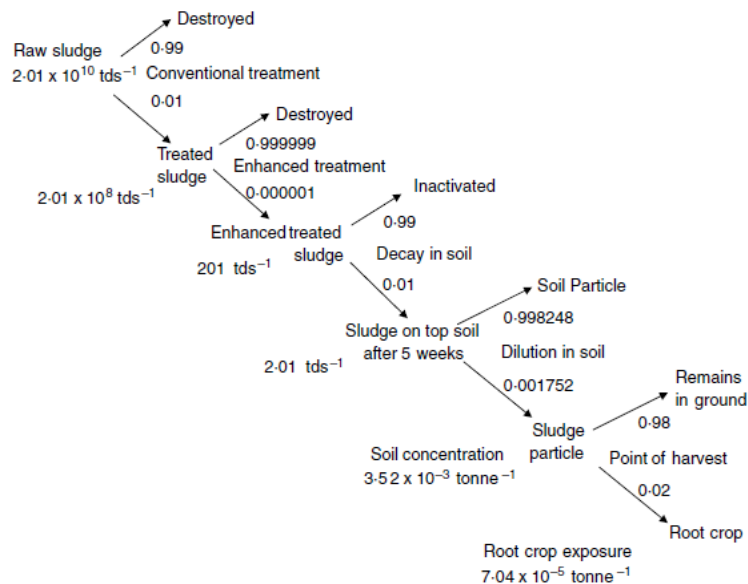 Destroyed
0·99
Raw sludge
2·01 x 10¹⁰ tds⁻¹ Conventional treatment
0·01
Destroyed
0·999999
Treated
sludge
Enhanced treatment
2·01 x 10⁸ tds⁻¹
0·000001
Inactivated
0·99
Enhanced treated
sludge
Decay in soil
201 tds⁻¹
0·01
Soil Particle
0·998248
Sludge on top soil
after 5 weeks
Dilution in soil
2·01 tds⁻¹
0·001752
Remains
in ground
0·98
Sludge
particle
Point of harvest
Soil concentration
3·52 x 10⁻³ tonne⁻¹
0·02
Root crop
Root crop exposure
7·04 x 10⁻⁵ tonne⁻¹